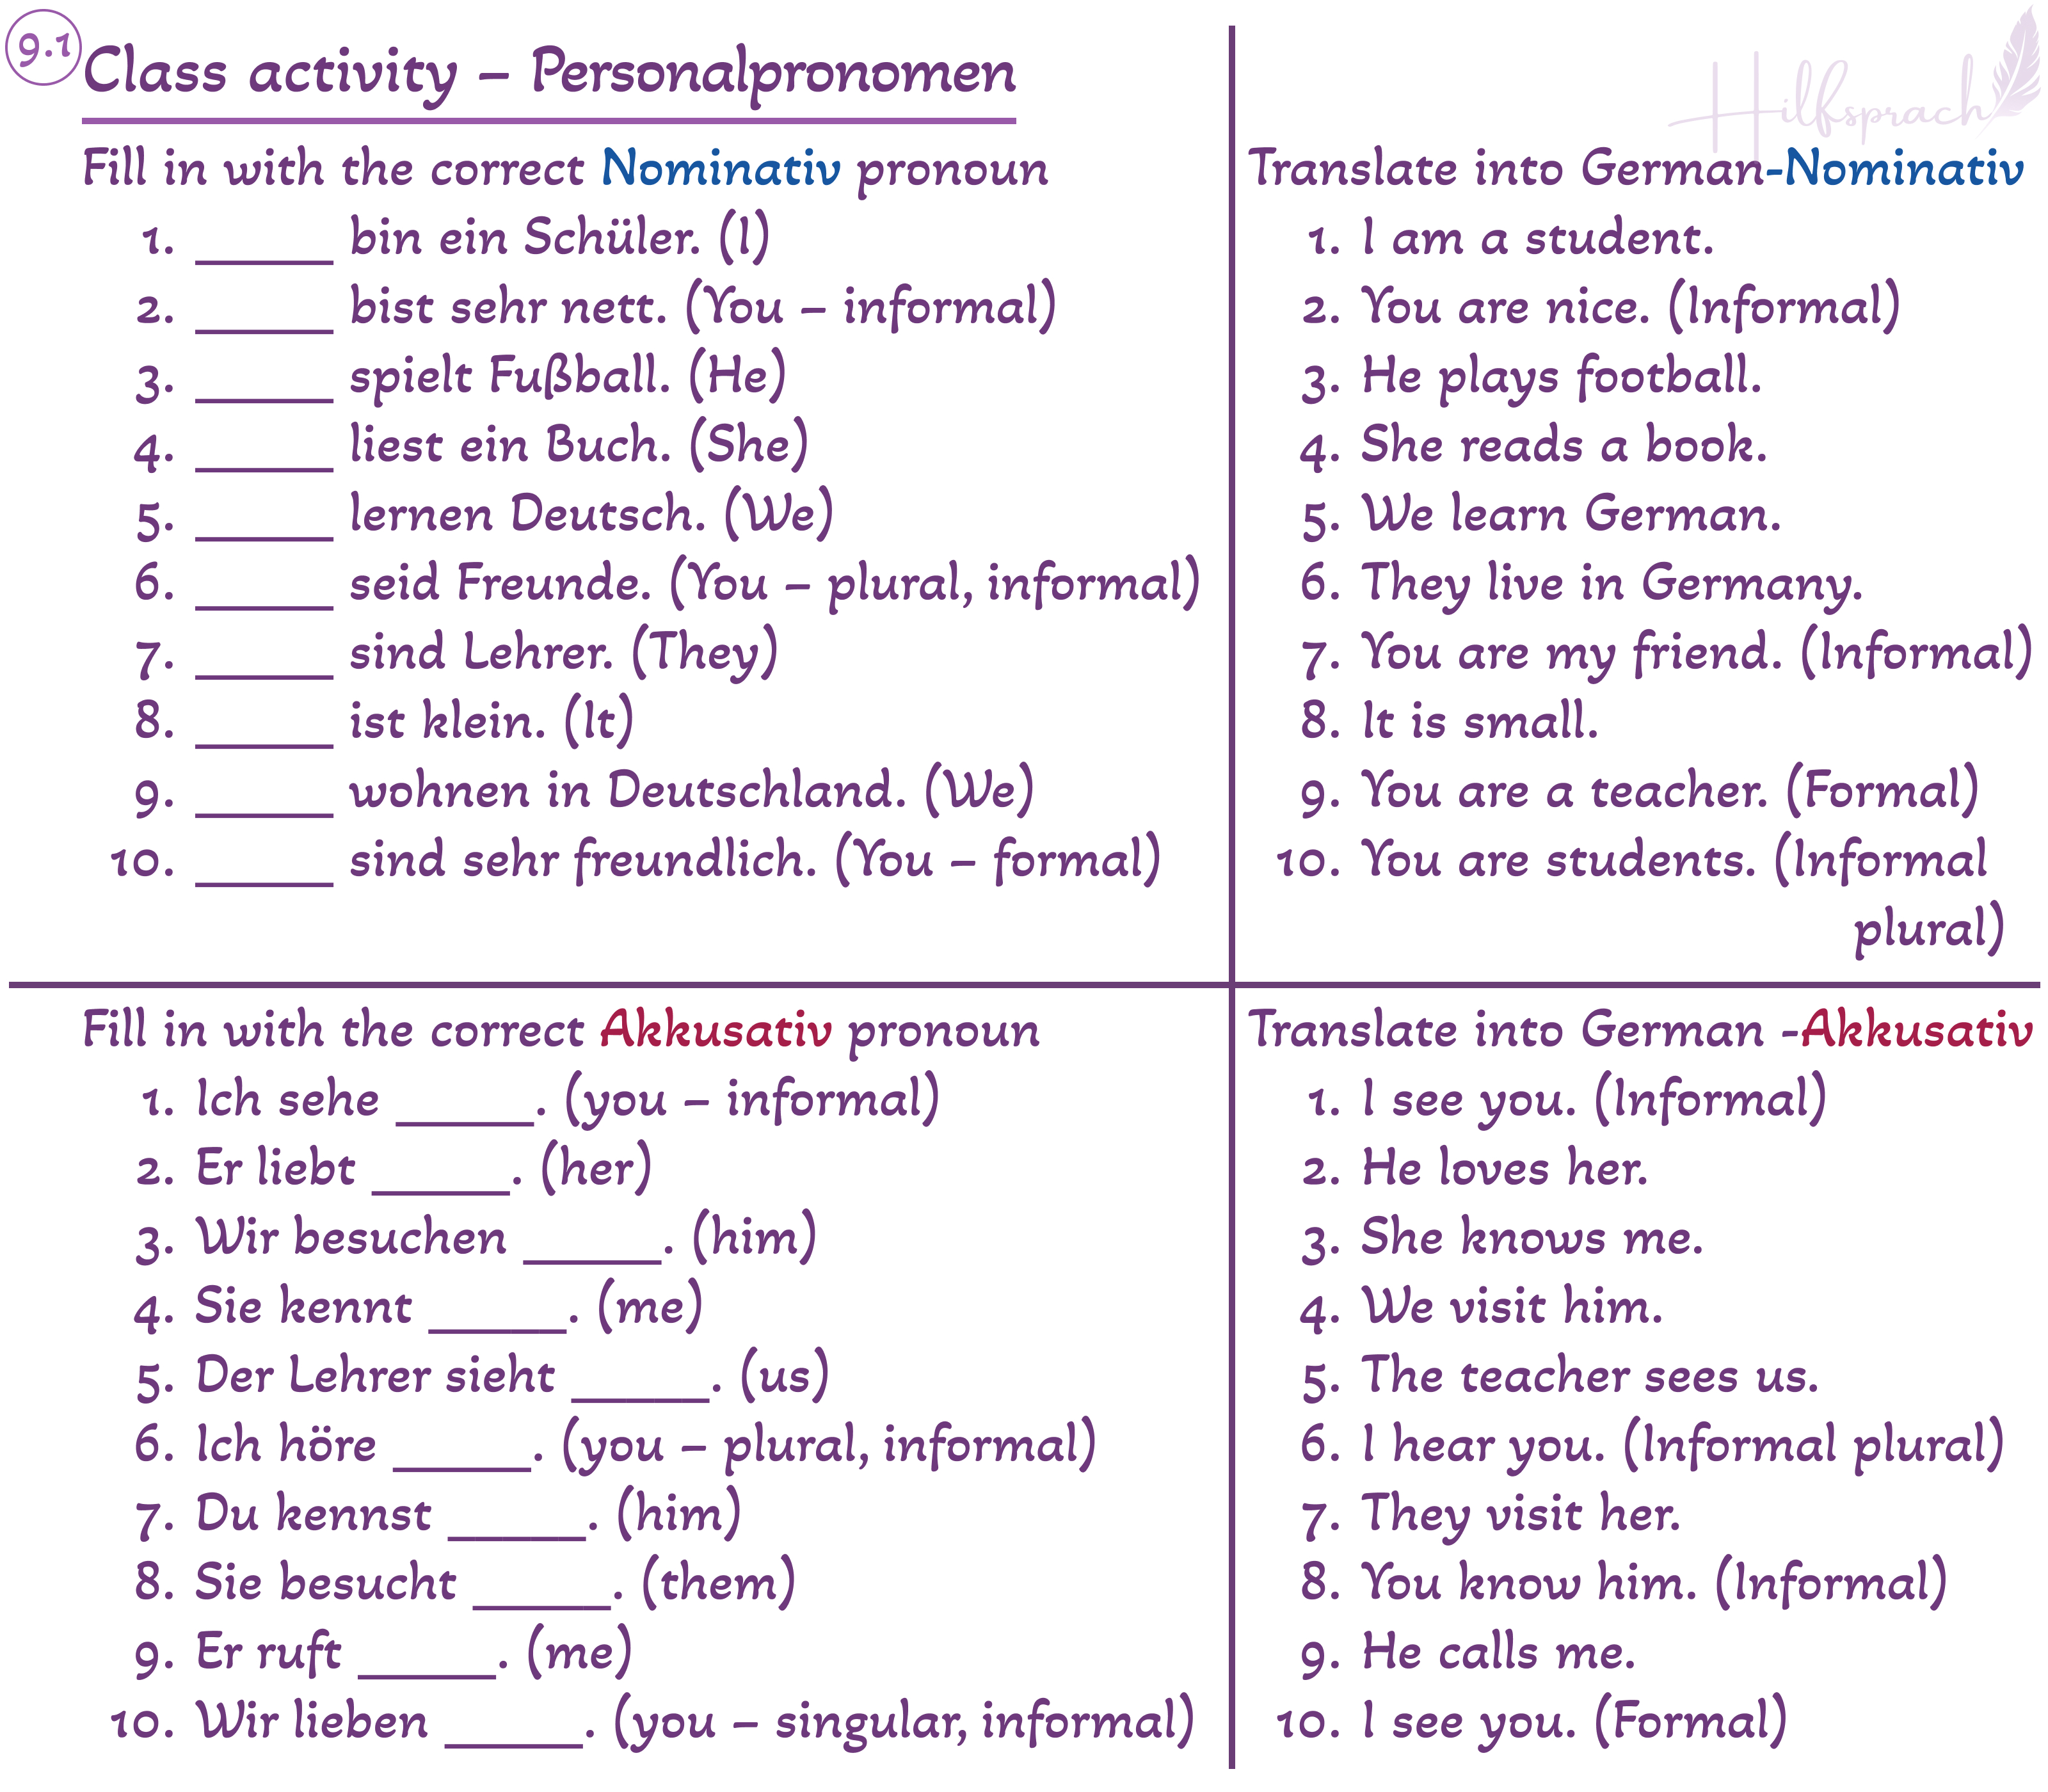 9.1
Class activity – Personalpronomen
Hilksprach
Fill in with the correct Nominativ pronoun
1. _____ bin ein Schüler. (I)
2. _____ bist sehr nett. (You – informal)
3. _____ spielt Fußball. (He)
4. _____ liest ein Buch. (She)
5. _____ lernen Deutsch. (We)
6. _____ seid Freunde. (You – plural, informal)
7. _____ sind Lehrer. (They)
8. _____ ist klein. (It)
9. _____ wohnen in Deutschland. (We)
10. _____ sind sehr freundlich. (You – formal)
Translate into German-Nominativ
1. I am a student.
2. You are nice. (Informal)
3. He plays football.
4. She reads a book.
5. We learn German.
6. They live in Germany.
7. You are my friend. (Informal)
8. It is small.
9. You are a teacher. (Formal)
10. You are students. (Informal
plural)
Fill in with the correct Akkusativ pronoun
1. Ich sehe _____. (you – informal)
2. Er liebt _____. (her)
3. Wir besuchen _____. (him)
4. Sie kennt _____. (me)
5. Der Lehrer sieht _____. (us)
6. Ich höre _____. (you – plural, informal)
7. Du kennst _____. (him)
8. Sie besucht _____. (them)
9. Er ruft _____. (me)
10. Wir lieben _____. (you – singular, informal)
Translate into German -Akkusativ
1. I see you. (Informal)
2. He loves her.
3. She knows me.
4. We visit him.
5. The teacher sees us.
6. I hear you. (Informal plural)
7. They visit her.
8. You know him. (Informal)
9. He calls me.
10. I see you. (Formal)